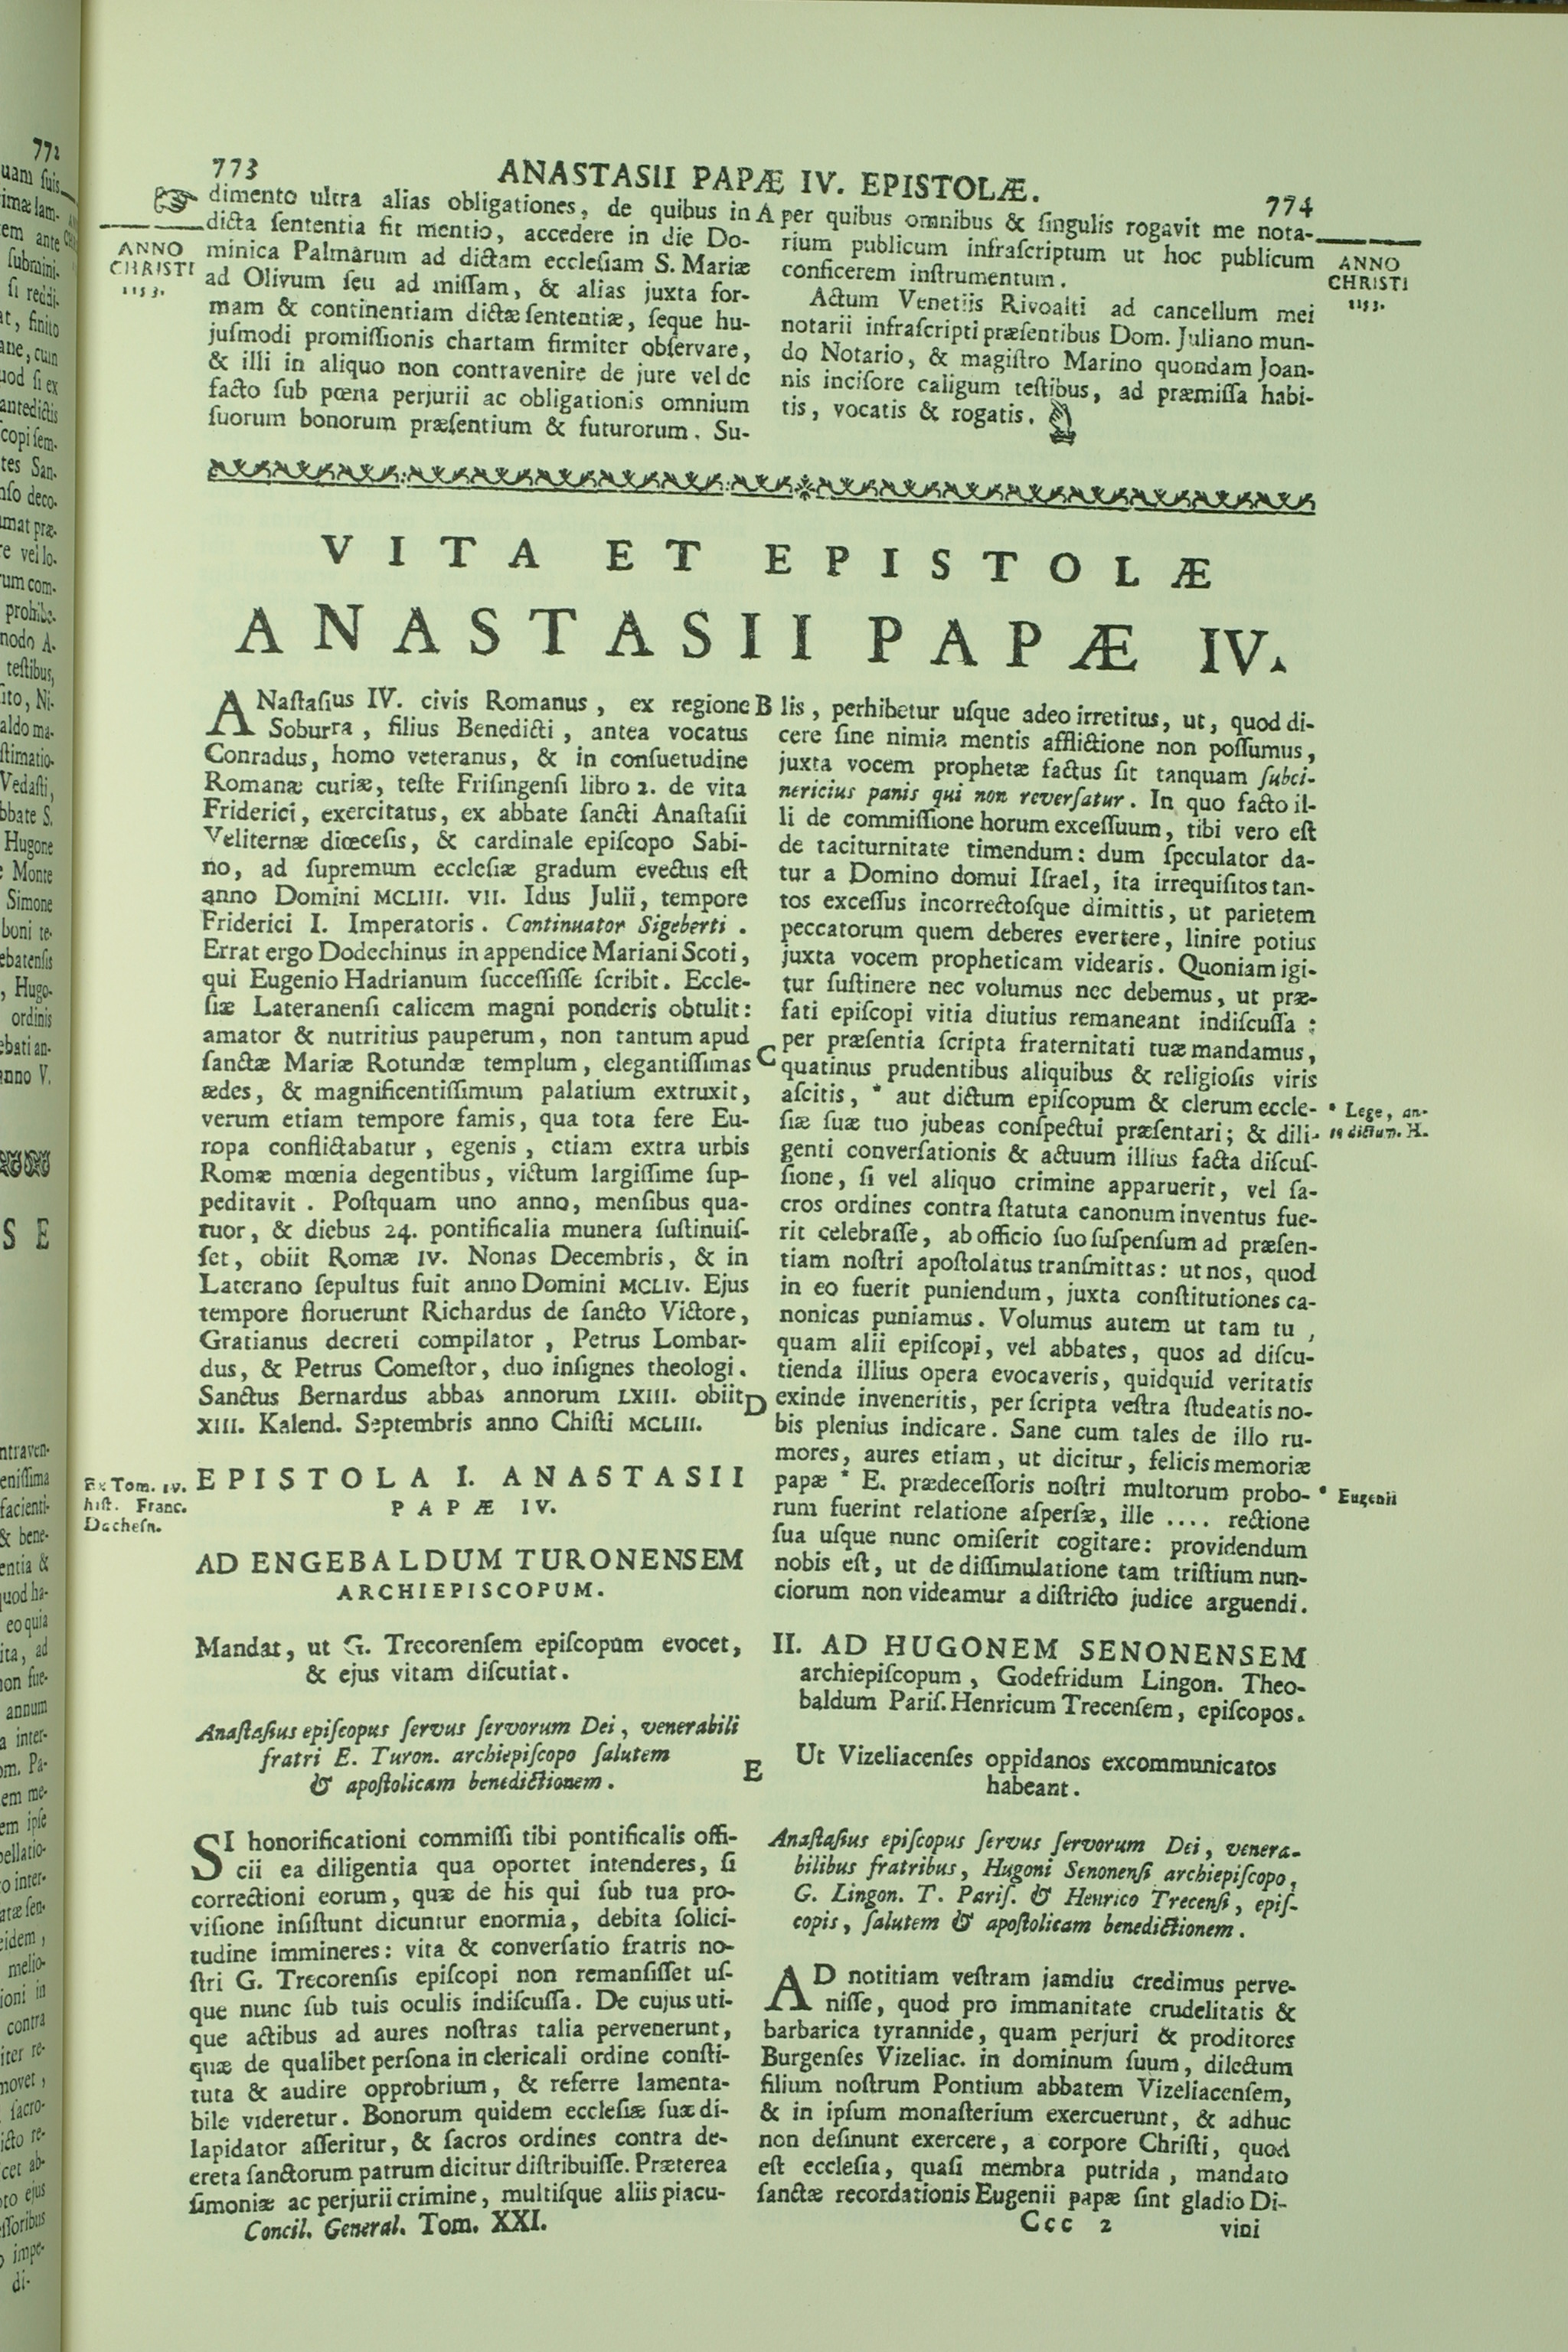 773
ANASTASII PAPÆ IV. EPISTOLÆ.
774
ANNO
CHRISTI
1153.
dimento ultra alias obligationes, de quibus in
dicta ſententia fit mentio, accedere in die Do-
minica Palmarum ad dictam eccleſiam S. Mariæ
ad Olivum ſeu ad miſſam, & alias juxta for-
mam & continentiam dictæ ſententiæ, ſeque hu-
juſmodi promiſſionis chartam firmiter obſervare,
& illi in aliquo non contravenire de jure vel de
facto ſub pœna perjurii ac obligationis omnium
ſuorum bonorum præſentium & futurorum. Su-
A
per quibus omnibus & ſingulis rogavit me nota-
rium publicum infraſcriptum ut hoc publicum
conficerem inſtrumentum.
Actum Venetiis Rivoalti ad cancellum mei
notarii infraſcripti præſentibus Dom. Juliano mun-
do Notario, & magiſtro Marino quondam Joan-
nis inciſore caligum teſtibus, ad præmiſſa habi-
tis, vocatis & rogatis.
ANNO
CHRISTI
1153.
VITA ET EPISTOLÆ
ANASTASII PAPÆ IV.
ANaſtaſius IV. civis Romanus, ex regione
Soburra, filius Benedicti, antea vocatus
Conradus, homo veteranus, & in conſuetudine
Romanæ curiæ, teſte Friſingenſi libro 2. de vita
Friderici, exercitatus, ex abbate ſancti Anaſtaſii
Veliternæ diœceſis, & cardinale epiſcopo Sabi-
no, ad ſupremum eccleſiæ gradum evectus eſt
anno Domini MCLIII. VII. Idus Julii, tempore
Friderici I. Imperatoris. Continuator Sigeberti.
Errat ergo Dodechinus in appendice Mariani Scoti,
qui Eugenio Hadrianum ſucceſſiſſe ſcribit. Eccle-
ſiæ Lateranenſi calicem magni ponderis obtulit:
amator & nutritius pauperum, non tantum apud
ſanctæ Mariæ Rotundæ templum, elegantiſſimas
ædes, & magnificentiſſimum palatium extruxit,
verum etiam tempore famis, qua tota fere Eu-
ropa conflictabatur, egenis, etiam extra urbis
Romæ mœnia degentibus, victum largiſſime ſup-
peditavit. Poſtquam uno anno, menſibus qua-
tuor, & diebus 24. pontificalia munera ſuſtinuiſ-
ſet, obiit Romæ IV. Nonas Decembris, & in
Laterano ſepultus fuit anno Domini MCLIV. Ejus
tempore floruerunt Richardus de ſancto Victore,
Gratianus decreti compilator, Petrus Lombar-
dus, & Petrus Comeſtor, duo inſignes theologi.
Sanctus Bernardus abbas annorum LXIII. obiit
XIII. Kalend. Septembris anno Chiſti MCLIII.
Ex Tom. IV.
hiſt. Franc.
Ducheſn.
EPISTOLA I. ANASTASII
PAPÆ IV.
AD ENGEBALDUM TURONENSEM
ARCHIEPISCOPUM.
Mandat, ut G. Trecorenſem epiſcopum evocet,
& ejus vitam diſcutiat.
Anaſtaſius epiſcopus ſervus ſervorum Dei, venerabili
fratri E. Turon. archiepiſcopo ſalutem
& apoſtolicam benedictionem.
SI honorificationi commiſſi tibi pontificalis offi-
cii ea diligentia qua oportet intenderes, ſi
correctioni eorum, quæ de his qui ſub tua pro-
viſione inſiſtunt dicuntur enormia, debita ſolici-
tudine immineres: vita & converſatio fratris no-
ſtri G. Trecorenſis epiſcopi non remanſiſſet uſ-
que nunc ſub tuis oculis indiſcuſſa. De cujus uti-
que actibus ad aures noſtras talia pervenerunt,
quæ de qualibet perſona in clericali ordine conſti-
tuta & audire opprobrium, & referre lamenta-
bile videretur. Bonorum quidem eccleſiæ ſuæ di-
lapidator aſſeritur, & ſacros ordines contra de-
creta ſanctorum patrum dicitur diſtribuiſſe. Præterea
ſimoniæ ac perjurii crimine, multiſque aliis piacu-
Concil. General. Tom. XXI.
B
lis, perhibetur uſque adeo irretitus, ut, quod di-
cere ſine nimia mentis afflictione non poſſumus,
juxta vocem prophetæ factus ſit tanquam ſubci-
nericius panis qui non reverſatur. In quo facto il-
li de commiſſione horum exceſſuum, tibi vero eſt
de taciturnitate timendum: dum ſpeculator da-
tur a Domino domui Iſrael, ita irrequiſitos tan-
tos exceſſus incorrectoſque dimittis, ut parietem
peccatorum quem deberes evertere, linire potius
juxta vocem propheticam videaris. Quoniam igi-
tur ſuſtinere nec volumus nec debemus, ut præ-
fati epiſcopi vitia diutius remaneant indiſcuſſa:
C
per præſentia ſcripta fraternitati tuæ mandamus,
quatinus prudentibus aliquibus & religioſis viris
aſcitis, * aut dictum epiſcopum & clerum eccle-
ſiæ ſuæ tuo jubeas conſpectui præſentari; & dili-
genti converſationis & actuum illius facta diſcuſ-
ſione, ſi vel aliquo crimine apparuerit, vel ſa-
cros ordines contra ſtatuta canonum inventus fue-
rit celebraſſe, ab officio ſuo ſuſpenſum ad præſen-
tiam noſtri apoſtolatus tranſmittas: ut nos, quod
in eo fuerit puniendum, juxta conſtitutiones ca-
nonicas puniamus. Volumus autem ut tam tu,
quam alii epiſcopi, vel abbates, quos ad diſcu-
tienda illius opera evocaveris, quidquid veritatis
D
exinde inveneritis, per ſcripta veſtra ſtudeatis no-
bis plenius indicare. Sane cum tales de illo ru-
mores, aures etiam, ut dicitur, felicis memoriæ
papæ * E. prædeceſſoris noſtri multorum probo-
rum fuerint relatione aſperſæ, ille .... rectione
ſua uſque nunc omiſerit cogitare: providendum
nobis eſt, ut de diſſimulatione tam triſtium nun-
ciorum non videamur a diſtricto judice arguendi.
* Lege, an-
te dictum. H.
* Eugenii
II. AD HUGONEM SENONENSEM
archiepiſcopum, Godefridum Lingon. Theo-
baldum Pariſ. Henricum Trecenſem, epiſcopos.
E
Ut Vizeliacenſes oppidanos excommunicatos
habeant.
Anaſtaſius epiſcopus ſervus ſervorum Dei, venera-
bilibus fratribus, Hugoni Senonenſi archiepiſcopo,
G. Lingon. T. Pariſ. & Henrico Trecenſi, epiſ-
copis, ſalutem & apoſtolicam benedictionem.
AD notitiam veſtram jamdiu credimus perve-
niſſe, quod pro immanitate crudelitatis &
barbarica tyrannide, quam perjuri & proditores
Burgenſes Vizeliac. in dominum ſuum, dilectum
filium noſtrum Pontium abbatem Vizeliacenſem,
& in ipſum monaſterium exercuerunt, & adhuc
non deſinunt exercere, a corpore Chriſti, quod
eſt eccleſia, quaſi membra putrida, mandato
ſanctæ recordationis Eugenii papæ ſint gladio Di-
Ccc 2
vini